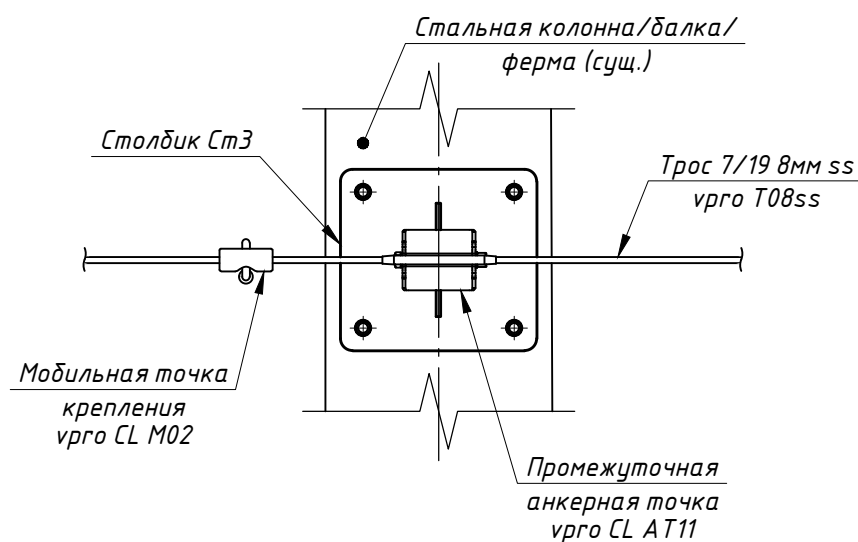 Стальная колонна/балка/
ферма (сущ.)
Столбик Ст3
Трос 7/19 8мм ss
vpro T08ss
Мобильная точка
крепления
vpro CL M02
Промежуточная
анкерная точка
vpro CL AT11